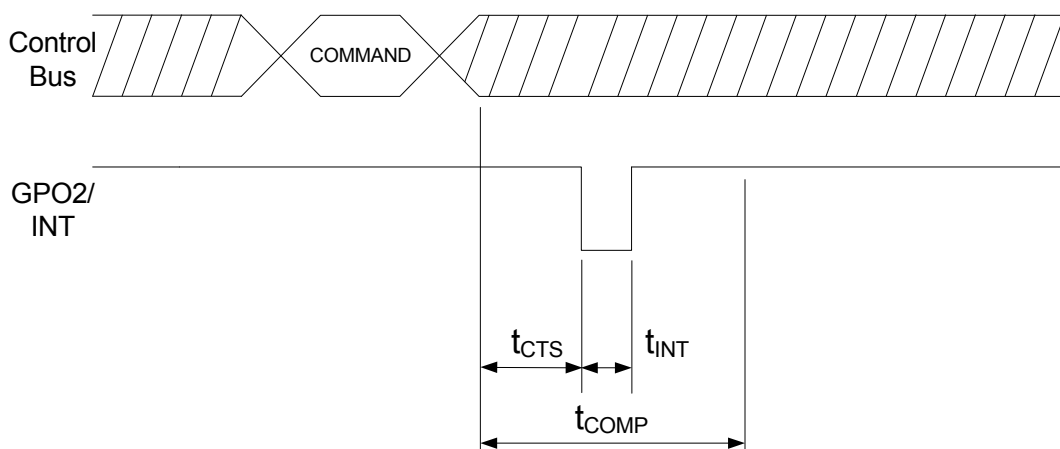 Control
Bus
COMMAND
GPO2/
INT
tCTS
tINT
tCOMP